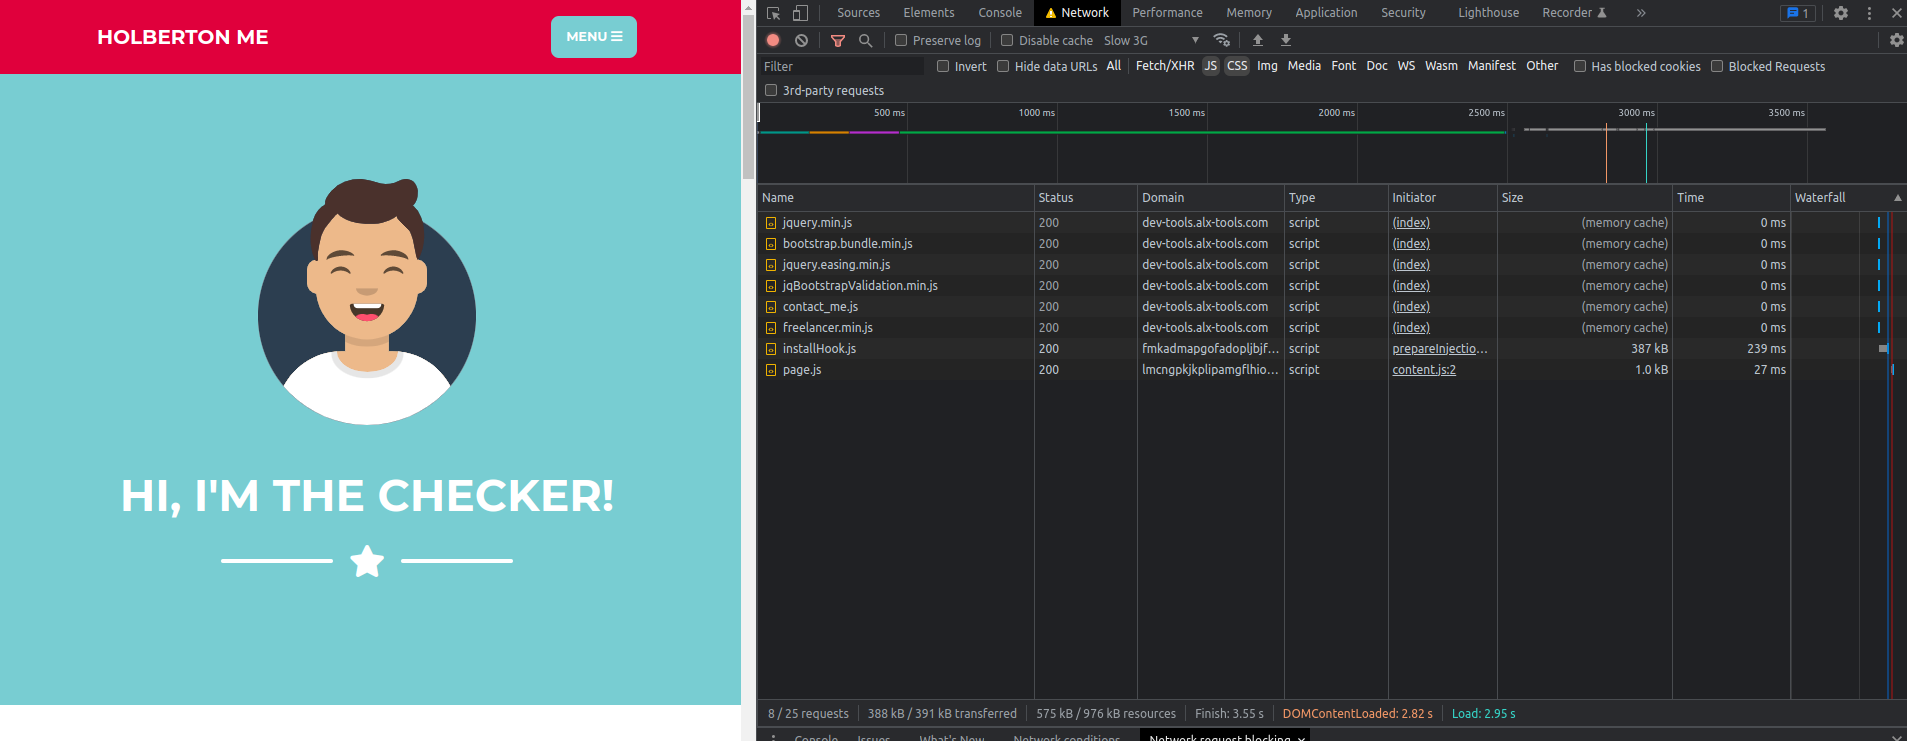 HOLBERTON ME
MENU
HI, I'M THE CHECKER!
Sources Elements Console Network Performance Memory Application Security Lighthouse Recorder » 1
Preserve log Disable cache Slow 3G
Filter Invert Hide data URLs All Fetch/XHR JS CSS Img Media Font Doc WS Wasm Manifest Other Has blocked cookies Blocked Requests
3rd-party requests
500 ms 1000 ms 1500 ms 2000 ms 2500 ms 3000 ms 3500 ms
Name Status Domain Type Initiator Size Time Waterfall
jquery.min.js 200 dev-tools.alx-tools.com script (index) (memory cache) 0 ms
bootstrap.bundle.min.js 200 dev-tools.alx-tools.com script (index) (memory cache) 0 ms
jquery.easing.min.js 200 dev-tools.alx-tools.com script (index) (memory cache) 0 ms
jqBootstrapValidation.min.js 200 dev-tools.alx-tools.com script (index) (memory cache) 0 ms
contact_me.js 200 dev-tools.alx-tools.com script (index) (memory cache) 0 ms
freelancer.min.js 200 dev-tools.alx-tools.com script (index) (memory cache) 0 ms
installHook.js 200 fmkadmapgofadopljbjf... script prepareInjectio... 387 kB 239 ms
page.js 200 lmcngpkjkplipamgflhio... script content.js:2 1.0 kB 27 ms
8 / 25 requests 388 kB / 391 kB transferred 575 kB / 976 kB resources Finish: 3.55 s DOMContentLoaded: 2.82 s Load: 2.95 s
Console Issues What's New Network conditions Network request blocking